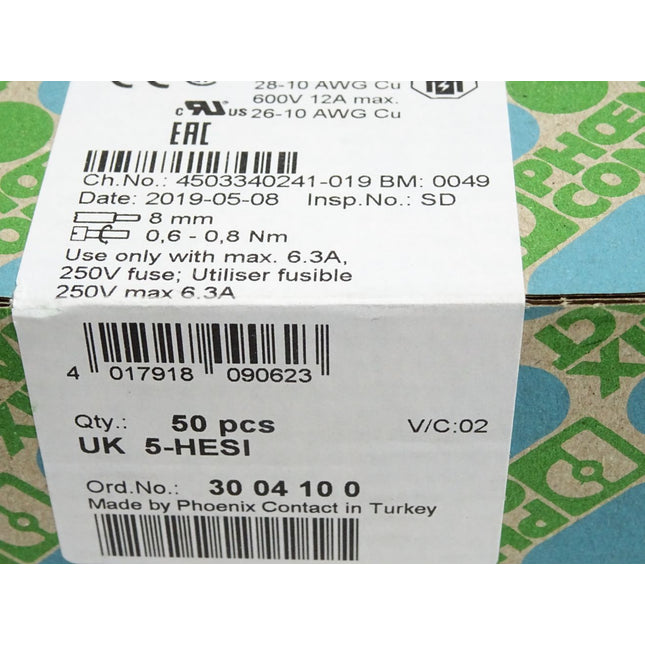 28-10 AWG Cu
600V 12A max.
c RU US 26-10 AWG Cu
EAC
Ch.No.: 4503340241-019 BM: 0049
Date: 2019-05-08 Insp.No.: SD
8 mm
0,6 - 0,8 Nm
Use only with max. 6.3A,
250V fuse; Utiliser fusible
250V max 6.3A
4 017918 090623
Qty.: 50 pcs V/C:02
UK 5-HESI
Ord.No.: 30 04 10 0
Made by Phoenix Contact in Turkey
PHŒN
CON